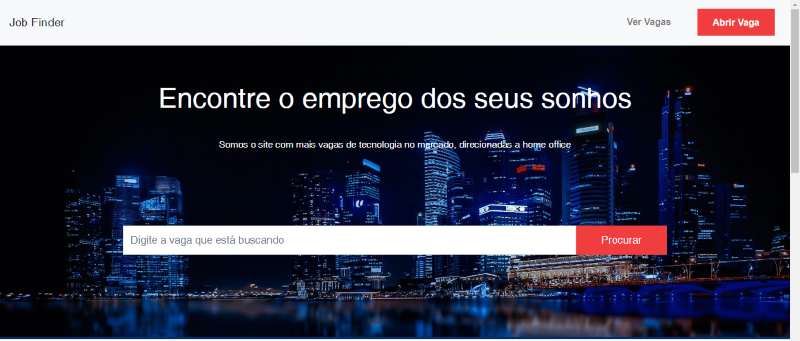 Job Finder
Ver Vagas
Abrir Vaga
Encontre o emprego dos seus sonhos
Somos o site com mais vagas de tecnologia no mercado, direcionadas a home office
Digite a vaga que está buscando
Procurar